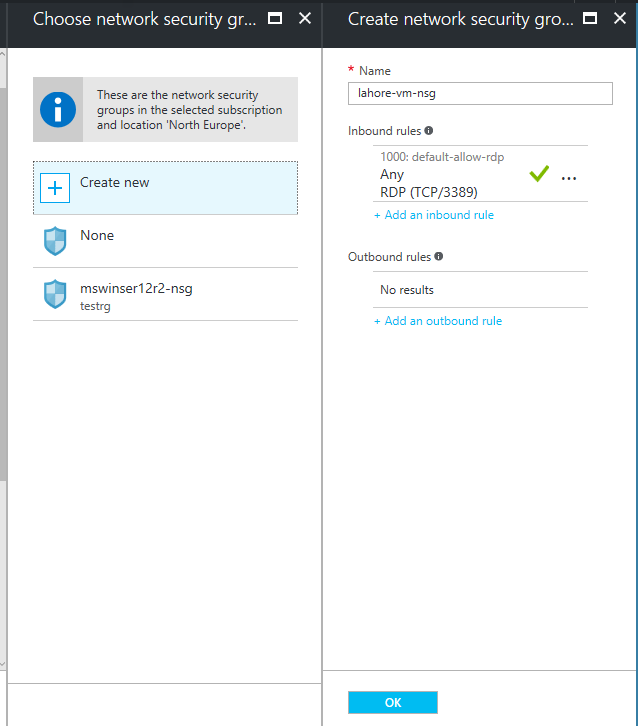 Choose network security gr...
These are the network security
groups in the selected subscription
and location 'North Europe'.
Create new
None
mswinser12r2-nsg
testrg
Create network security gro...
* Name
lahore-vm-nsg
Inbound rules
1000: default-allow-rdp
Any
RDP (TCP/3389)
...
+ Add an inbound rule
Outbound rules
No results
+ Add an outbound rule
OK